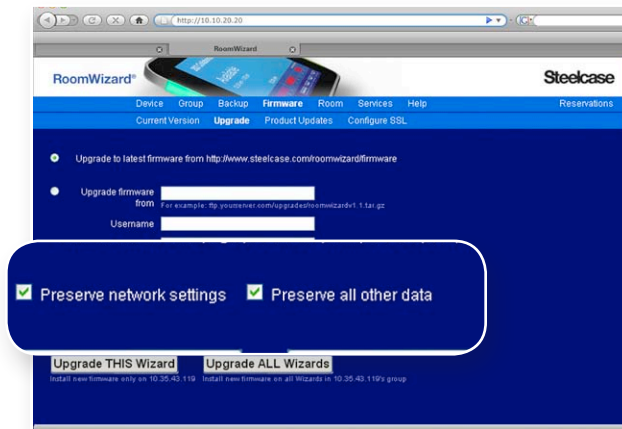 http://10.10.20.20
RoomWizard
RoomWizard®
Steelcase
Device Group Backup Firmware Room Services Help Reservations
Current Version Upgrade Product Updates Configure SSL
Upgrade to latest firmware from http://www.steelcase.com/roomwizard/firmware
Upgrade firmware
from
For example: ftp.yourserver.com/upgrades/roomwizardv1.1.tar.gz
Username
Preserve network settings Preserve all other data
Upgrade THIS Wizard Upgrade ALL Wizards
Install new firmware only on 10.35.43.119 Install new firmware on all Wizards in 10.35.43.119's group